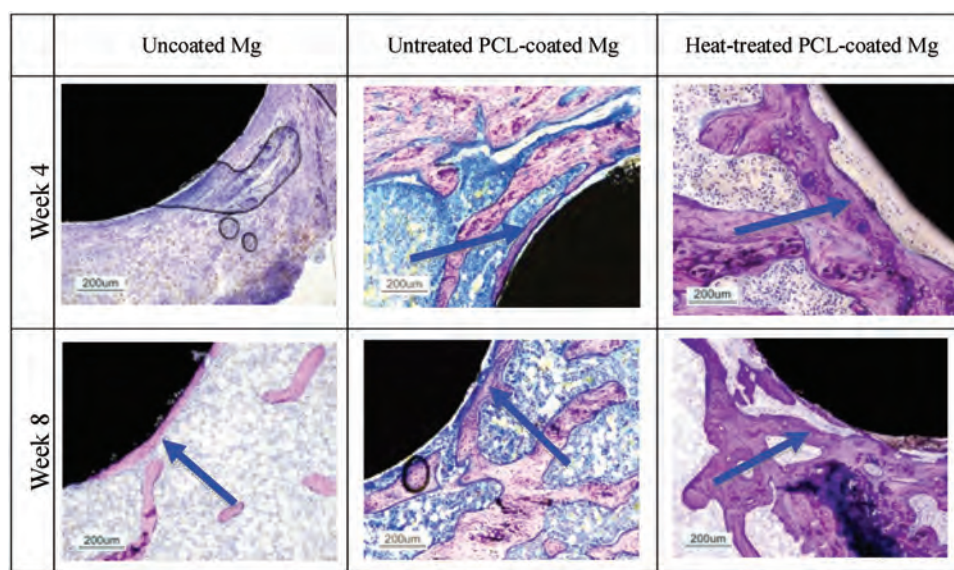 Uncoated Mg
Untreated PCL-coated Mg
Heat-treated PCL-coated Mg
Week 4
200um
200um
200um
Week 8
200um
200um
200um